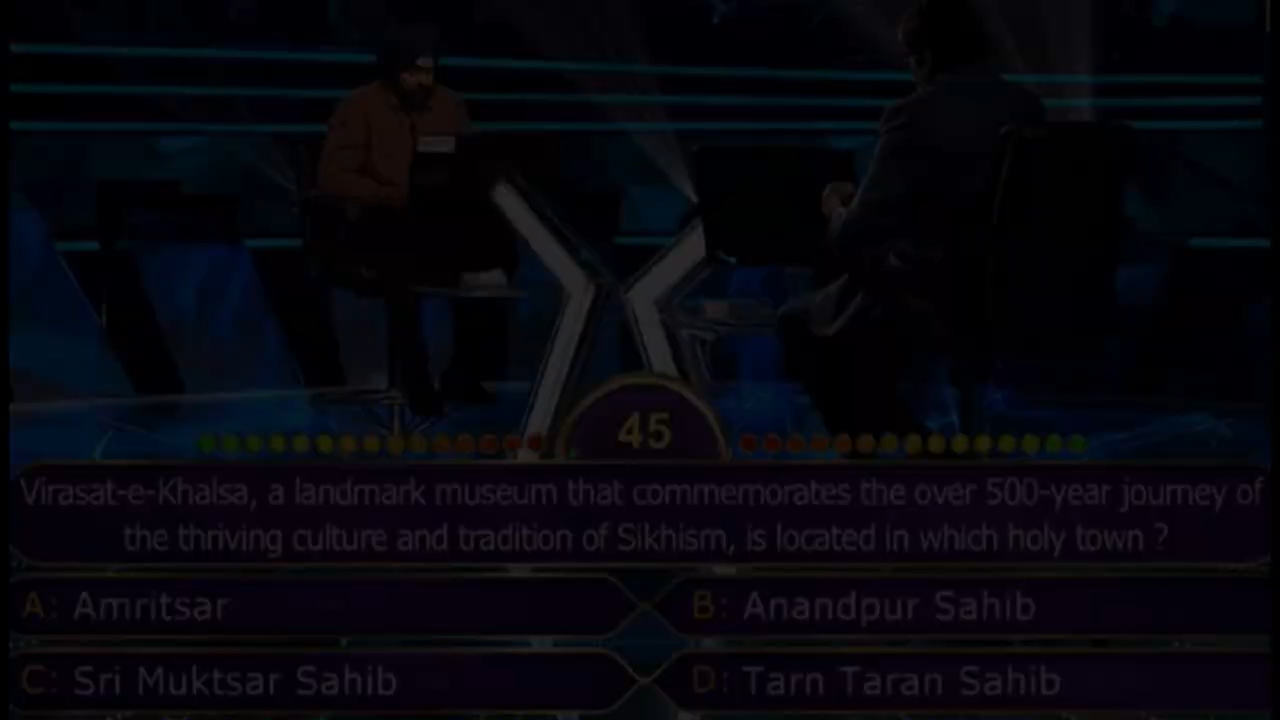 45
Virasat-e-Khalsa, a landmark museum that commemorates the over 500-year journey of
the thriving culture and tradition of Sikhism, is located in which holy town ?
A: Amritsar
B: Anandpur Sahib
C: Sri Muktsar Sahib
D: Tarn Taran Sahib